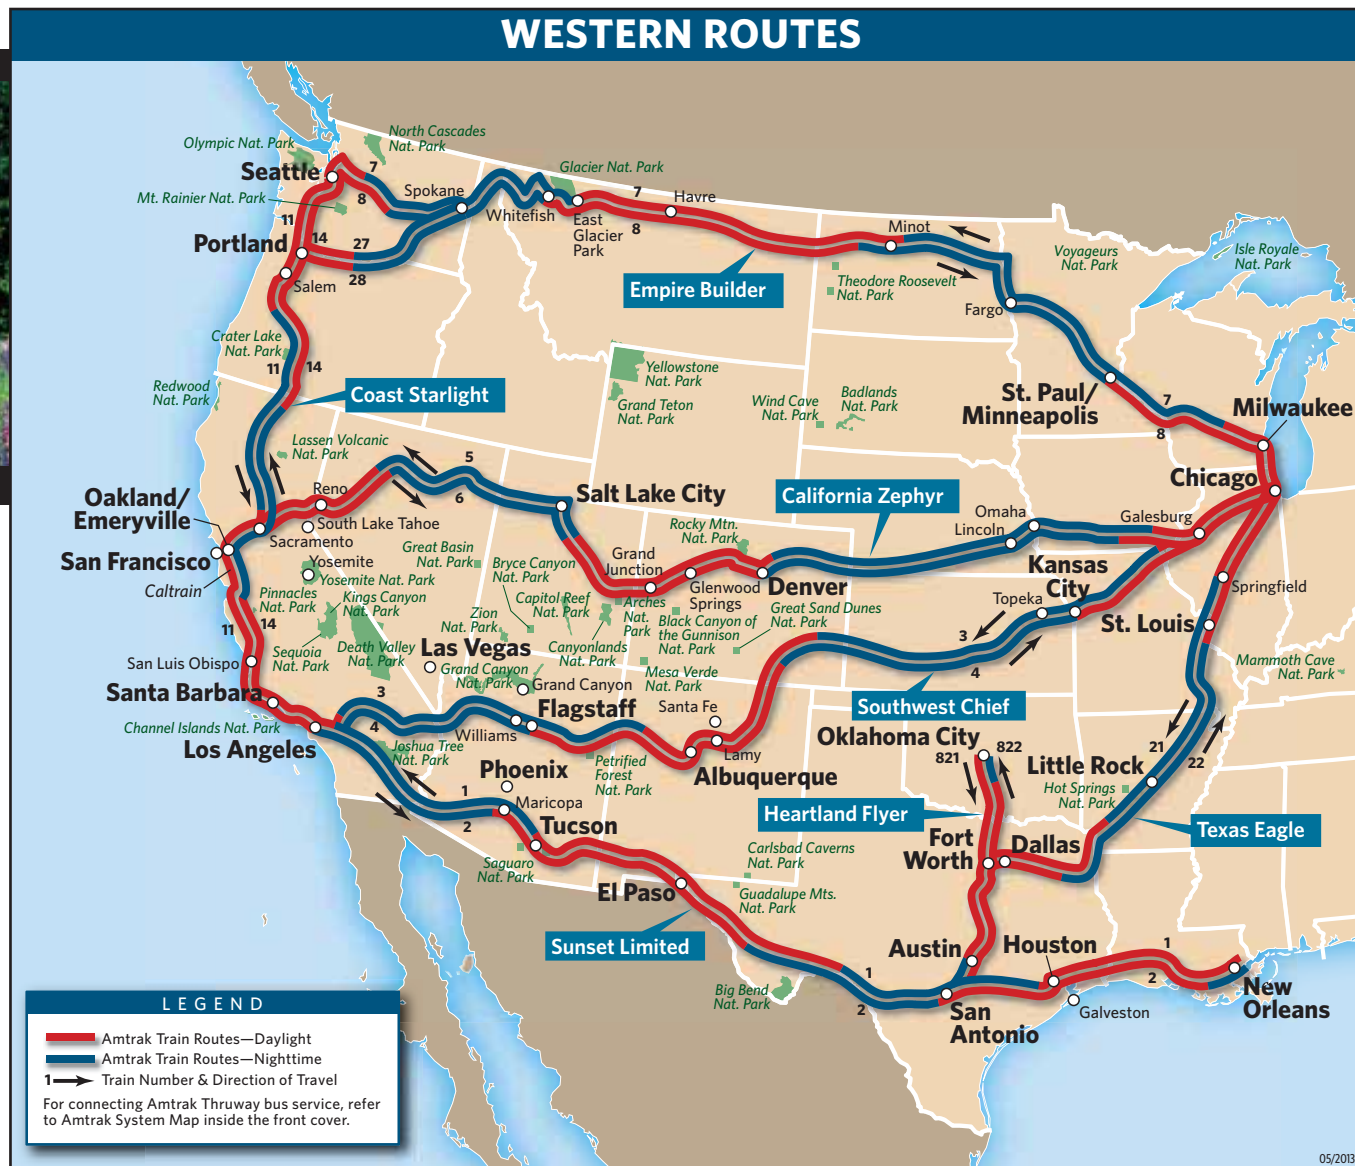 WESTERN ROUTES
Olympic Nat. Park
North Cascades
Nat. Park
Seattle
7
8
Mt. Rainier Nat. Park
Spokane
Glacier Nat. Park
Whitefish
East
Glacier
Park
7
8
Havre
11
Portland
14
27
28
Salem
Empire Builder
Minot
Theodore Roosevelt
Nat. Park
Voyageurs
Nat. Park
Isle Royale
Nat. Park
Fargo
Crater Lake
Nat. Park
11
14
Redwood
Nat. Park
Coast Starlight
Yellowstone
Nat. Park
Grand Teton
Nat. Park
Wind Cave
Nat. Park
Badlands
Nat. Park
St. Paul/
Minneapolis
7
8
Milwaukee
Chicago
Lassen Volcanic
Nat. Park
5
6
Oakland/
Emeryville
Reno
South Lake Tahoe
Sacramento
San Francisco
Caltrain
Salt Lake City
California Zephyr
Omaha
Lincoln
Galesburg
Rocky Mtn.
Nat. Park
Grand
Junction
Glenwood
Springs
Denver
Kansas
City
Topeka
Springfield
St. Louis
Yosemite
Yosemite Nat. Park
Great Basin
Nat. Park
Bryce Canyon
Nat. Park
Pinnacles
Nat. Park
Kings Canyon
Nat. Park
Zion
Nat. Park
Capitol Reef
Nat. Park
Arches
Nat.
Park
Black Canyon of
the Gunnison
Nat. Park
Great Sand Dunes
Nat. Park
11
14
Sequoia
Nat. Park
Death Valley
Nat. Park
Las Vegas
Canyonlands
Nat. Park
Mesa Verde
Nat. Park
3
4
Mammoth Cave
Nat. Park
San Luis Obispo
Grand Canyon
Nat. Park
Grand Canyon
Santa Barbara
3
4
Flagstaff
Williams
Santa Fe
Lamy
Southwest Chief
Channel Islands Nat. Park
Los Angeles
Joshua Tree
Nat. Park
Petrified
Forest
Nat. Park
Albuquerque
Oklahoma City
821
822
Little Rock
21
22
Hot Springs
Nat. Park
Phoenix
Maricopa
1
2
Tucson
Saguaro
Nat. Park
Heartland Flyer
Fort
Worth
Dallas
Texas Eagle
Carlsbad Caverns
Nat. Park
El Paso
Guadalupe Mts.
Nat. Park
Sunset Limited
Austin
Houston
1
2
Big Bend
Nat. Park
1
2
San
Antonio
Galveston
New
Orleans
LEGEND
Amtrak Train Routes—Daylight
Amtrak Train Routes—Nighttime
1 Train Number & Direction of Travel
For connecting Amtrak Thruway bus service, refer
to Amtrak System Map inside the front cover.
05/2013